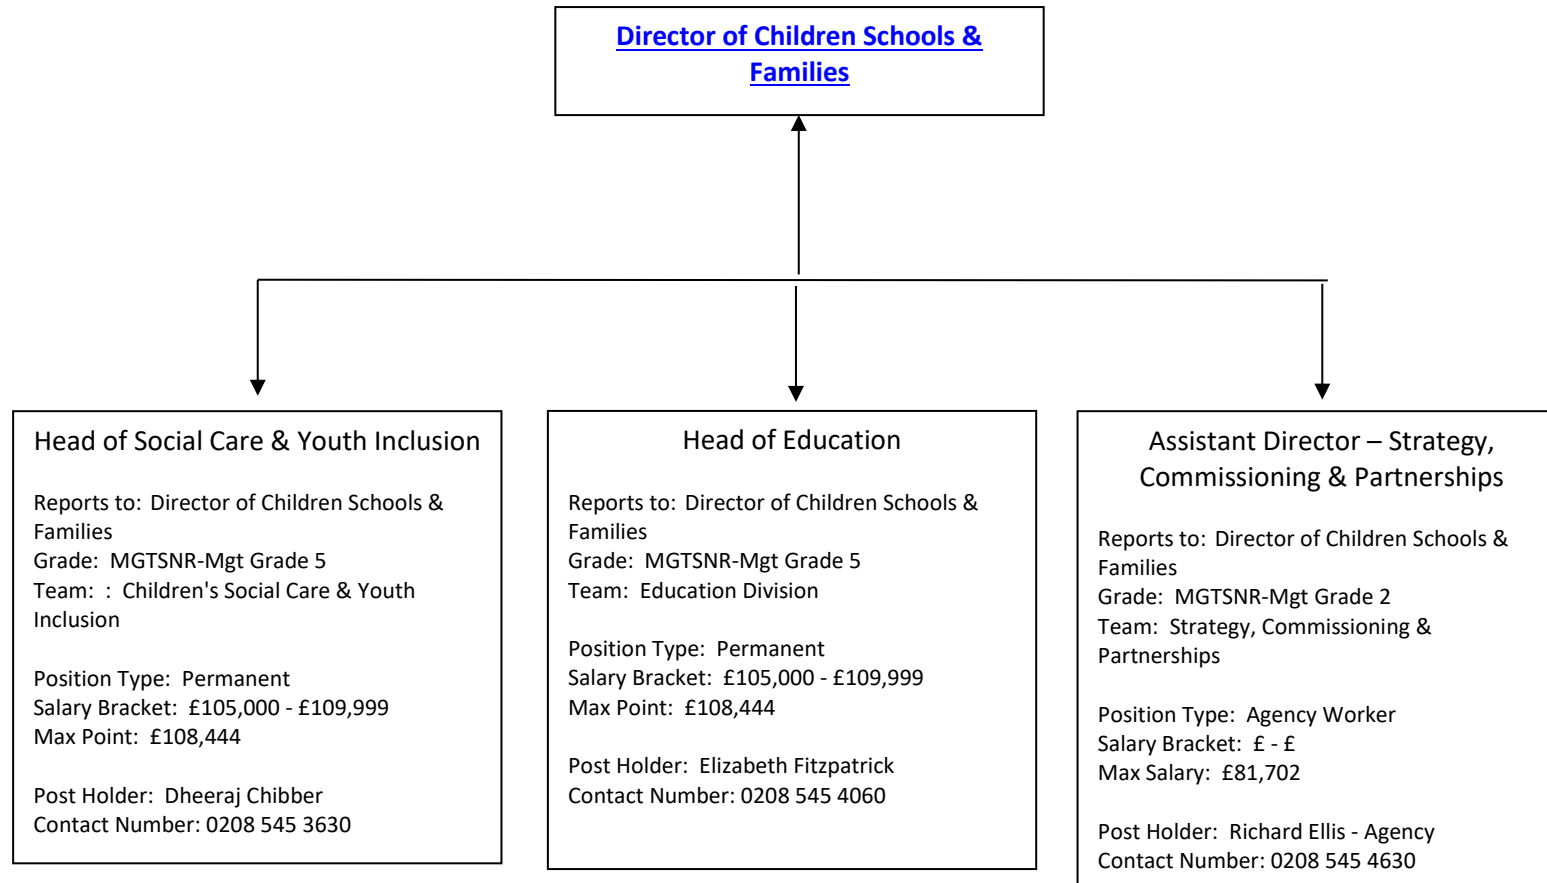 Director of Children Schools &
Families
Head of Social Care & Youth Inclusion
Reports to: Director of Children Schools &
Families
Grade: MGTSNR-Mgt Grade 5
Team: : Children's Social Care & Youth
Inclusion
Position Type: Permanent
Salary Bracket: £105,000 - £109,999
Max Point: £108,444
Post Holder: Dheeraj Chibber
Contact Number: 0208 545 3630
Head of Education
Reports to: Director of Children Schools &
Families
Grade: MGTSNR-Mgt Grade 5
Team: Education Division
Position Type: Permanent
Salary Bracket: £105,000 - £109,999
Max Point: £108,444
Post Holder: Elizabeth Fitzpatrick
Contact Number: 0208 545 4060
Assistant Director – Strategy,
Commissioning & Partnerships
Reports to: Director of Children Schools &
Families
Grade: MGTSNR-Mgt Grade 2
Team: Strategy, Commissioning &
Partnerships
Position Type: Agency Worker
Salary Bracket: £ - £
Max Salary: £81,702
Post Holder: Richard Ellis - Agency
Contact Number: 0208 545 4630